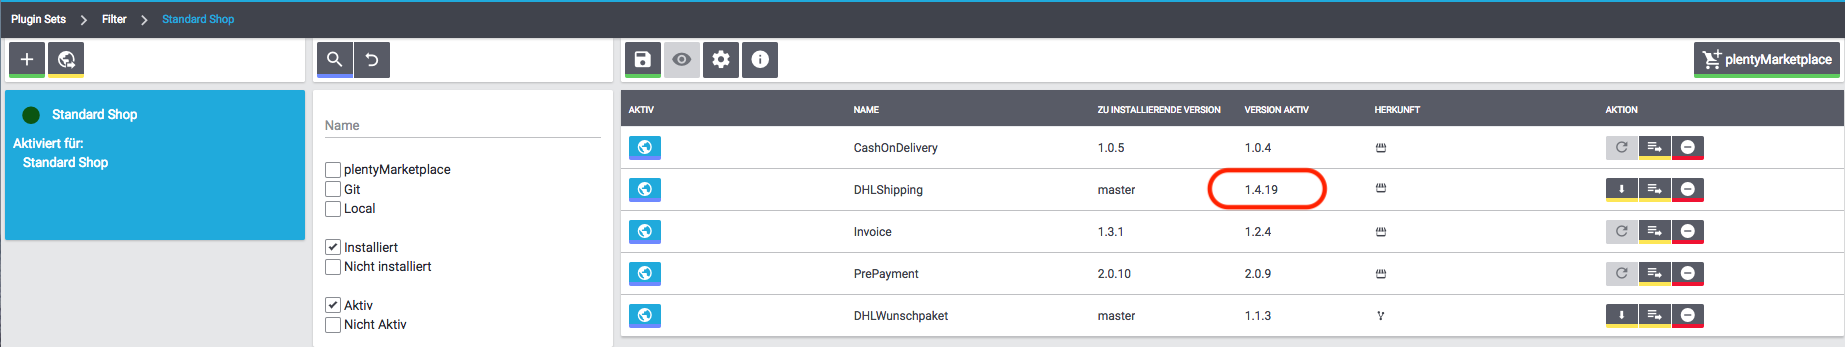 Plugin Sets > Filter > Standard Shop
plentyMarketplace
Standard Shop
Aktiviert für:
Standard Shop
Name
plentyMarketplace
Git
Local
Installiert
Nicht installiert
Aktiv
Nicht Aktiv
AKTIV NAME ZU INSTALLIERENDE VERSION VERSION AKTIV HERKUNFT AKTION
CashOnDelivery 1.0.5 1.0.4
DHLShipping master 1.4.19
Invoice 1.3.1 1.2.4
PrePayment 2.0.10 2.0.9
DHLWunschpaket master 1.1.3